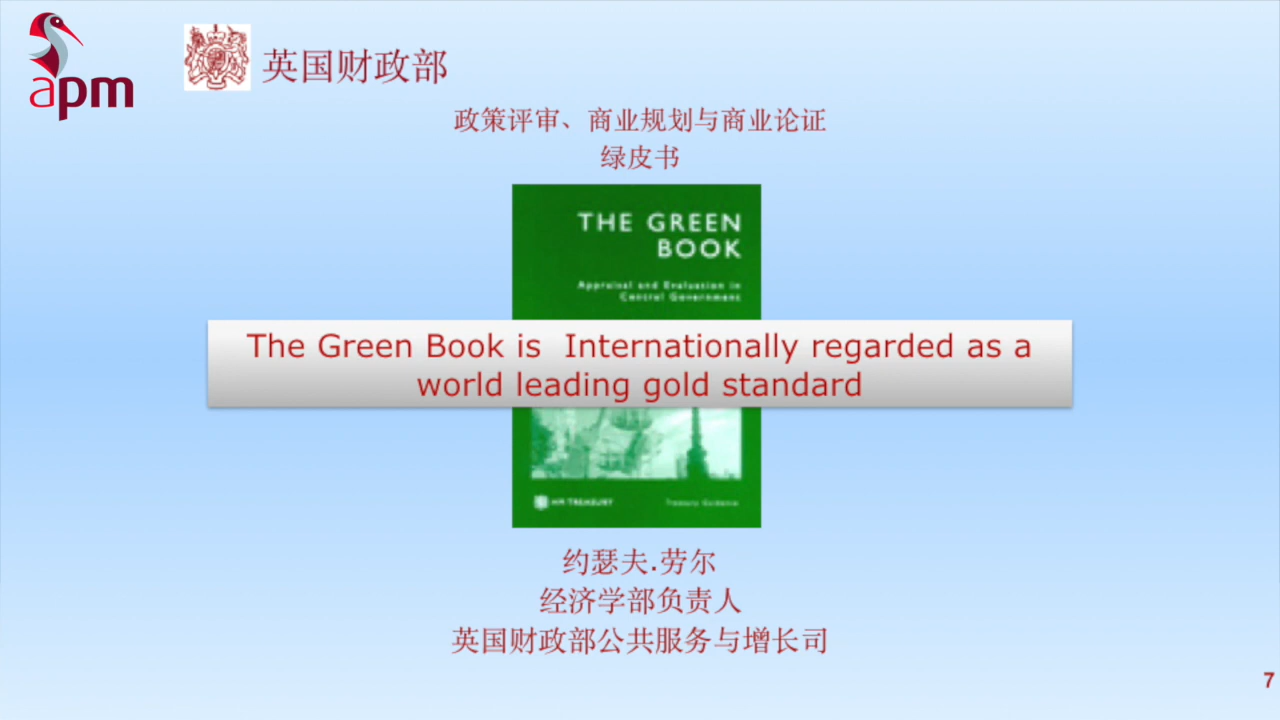 apm
英国财政部
政策评审、商业规划与商业论证
绿皮书
THE GREEN
BOOK
Appraisal and Evaluation in
Central Government
The Green Book is  Internationally regarded as a
world leading gold standard
HM TREASURY
Treasury Guidance
约瑟夫.劳尔
经济学部负责人
英国财政部公共服务与增长司
7